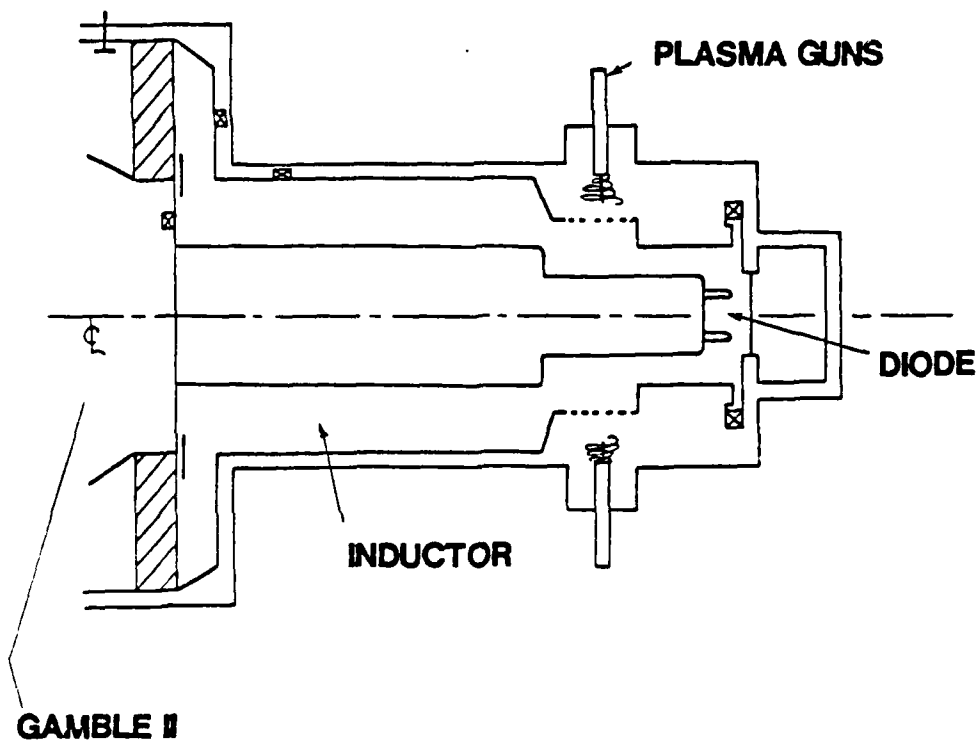 PLASMA GUNS
DIODE
INDUCTOR
℄
GAMBLE II